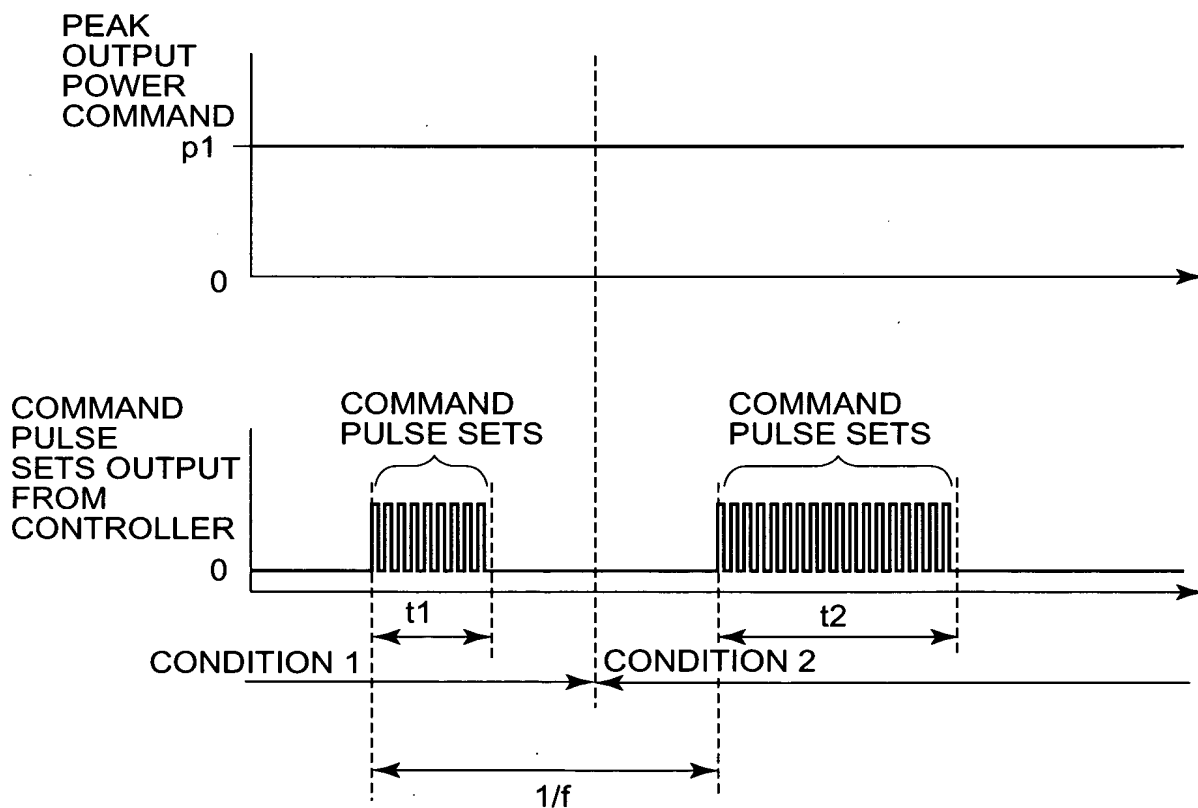 PEAK
OUTPUT
POWER
COMMAND
p1
0
COMMAND
PULSE
SETS OUTPUT
FROM
CONTROLLER
0
COMMAND
PULSE SETS
COMMAND
PULSE SETS
t1
t2
CONDITION 1
CONDITION 2
1/f